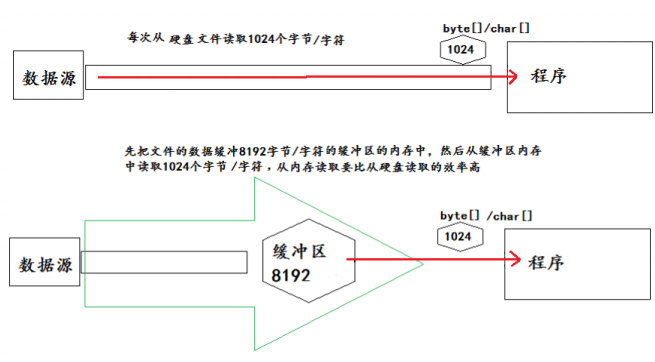 每次从 硬盘文件读取1024个字节/字符
byte[]/char[]
1024
数据源
程序
先把文件的数据缓冲8192字节/字符的缓冲区的内存中，然后从缓冲区内存
中读取1024个字节/字符，从内存读取要比从硬盘读取的效率高
byte[] /char[]
1024
数据源
缓冲区
8192
程序